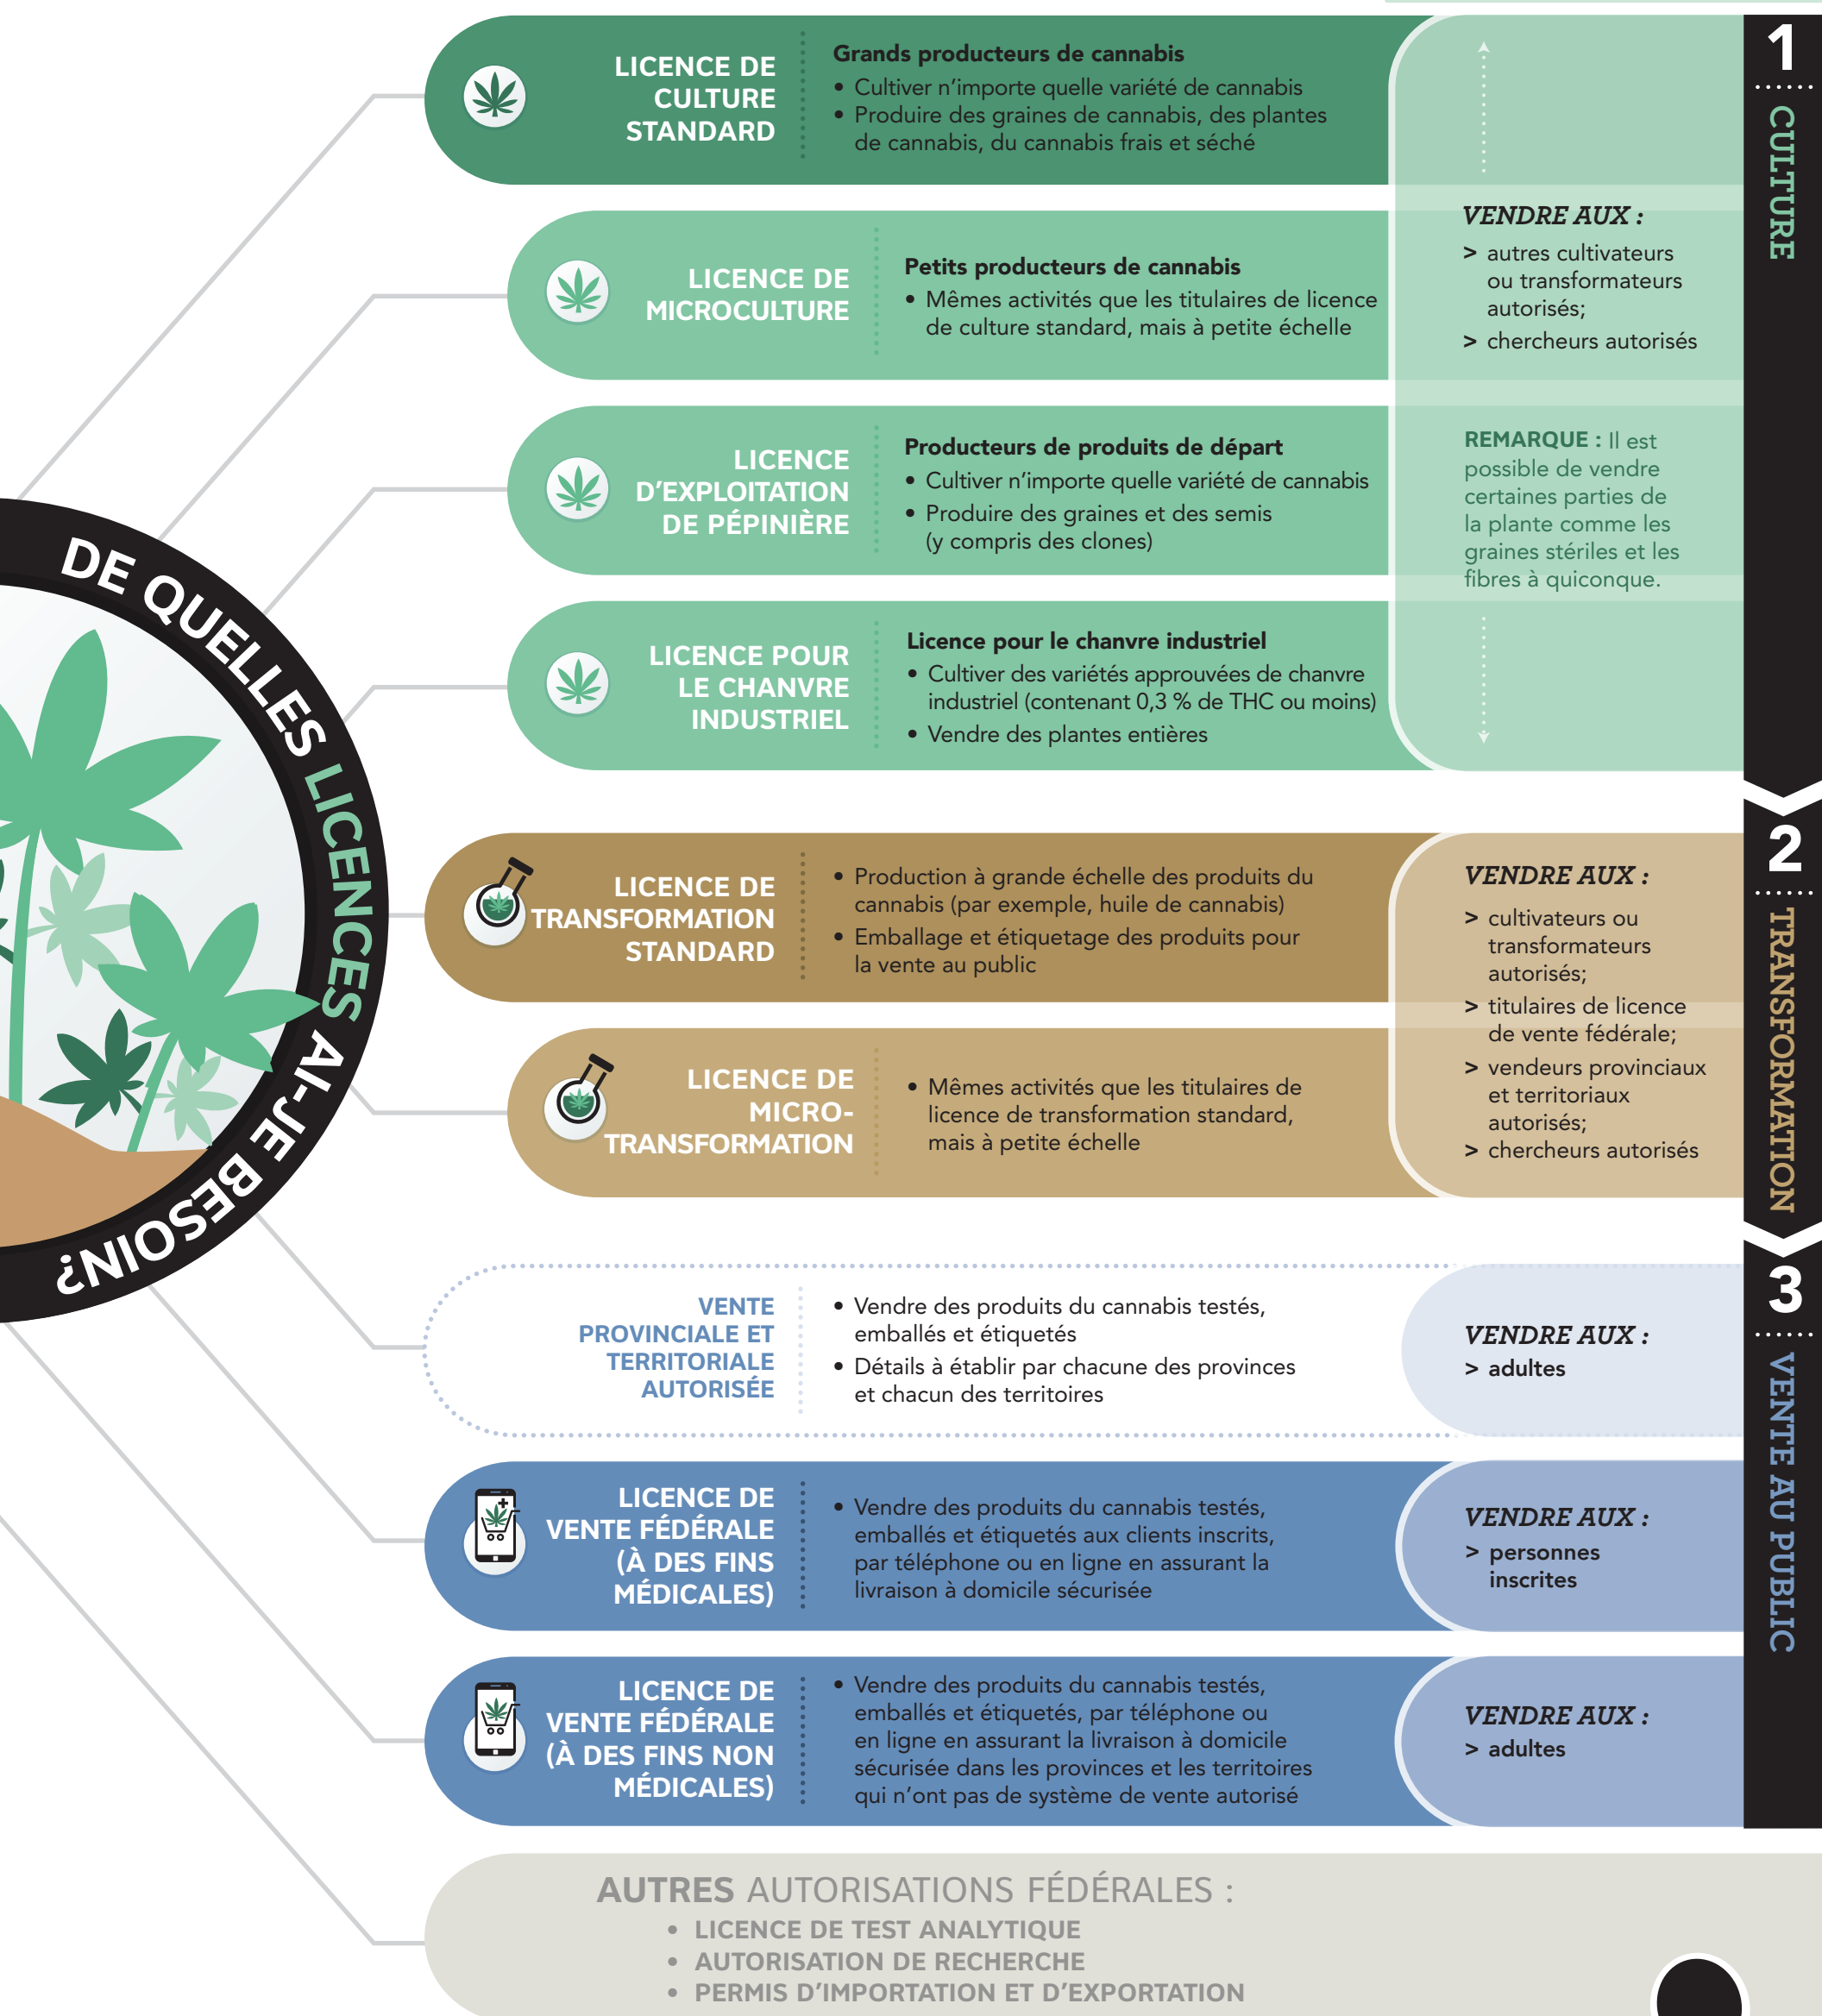 DE QUELLES LICENCES AI-JE BESOIN?
LICENCE DE
CULTURE
STANDARD
Grands producteurs de cannabis
• Cultiver n’importe quelle variété de cannabis
• Produire des graines de cannabis, des plantes
de cannabis, du cannabis frais et séché
LICENCE DE
MICROCULTURE
Petits producteurs de cannabis
• Mêmes activités que les titulaires de licence
de culture standard, mais à petite échelle
LICENCE
D’EXPLOITATION
DE PÉPINIÈRE
Producteurs de produits de départ
• Cultiver n’importe quelle variété de cannabis
• Produire des graines et des semis
(y compris des clones)
LICENCE POUR
LE CHANVRE
INDUSTRIEL
Licence pour le chanvre industriel
• Cultiver des variétés approuvées de chanvre
industriel (contenant 0,3 % de THC ou moins)
• Vendre des plantes entières
VENDRE AUX :
> autres cultivateurs
ou transformateurs
autorisés;
> chercheurs autorisés
REMARQUE : Il est
possible de vendre
certaines parties de
la plante comme les
graines stériles et les
fibres à quiconque.
1
CULTURE
LICENCE DE
TRANSFORMATION
STANDARD
• Production à grande échelle des produits du
cannabis (par exemple, huile de cannabis)
• Emballage et étiquetage des produits pour
la vente au public
LICENCE DE
MICRO-
TRANSFORMATION
• Mêmes activités que les titulaires de
licence de transformation standard,
mais à petite échelle
VENDRE AUX :
> cultivateurs ou
transformateurs
autorisés;
> titulaires de licence
de vente fédérale;
> vendeurs provinciaux
et territoriaux
autorisés;
> chercheurs autorisés
2
TRANSFORMATION
VENTE
PROVINCIALE ET
TERRITORIALE
AUTORISÉE
• Vendre des produits du cannabis testés,
emballés et étiquetés
• Détails à établir par chacune des provinces
et chacun des territoires
VENDRE AUX :
> adultes
3
VENTE AU PUBLIC
LICENCE DE
VENTE FÉDÉRALE
(À DES FINS
MÉDICALES)
• Vendre des produits du cannabis testés,
emballés et étiquetés aux clients inscrits,
par téléphone ou en ligne en assurant la
livraison à domicile sécurisée
VENDRE AUX :
> personnes
inscrites
LICENCE DE
VENTE FÉDÉRALE
(À DES FINS NON
MÉDICALES)
• Vendre des produits du cannabis testés,
emballés et étiquetés, par téléphone ou
en ligne en assurant la livraison à domicile
sécurisée dans les provinces et les territoires
qui n’ont pas de système de vente autorisé
VENDRE AUX :
> adultes
AUTRES AUTORISATIONS FÉDÉRALES :
• LICENCE DE TEST ANALYTIQUE
• AUTORISATION DE RECHERCHE
• PERMIS D’IMPORTATION ET D’EXPORTATION